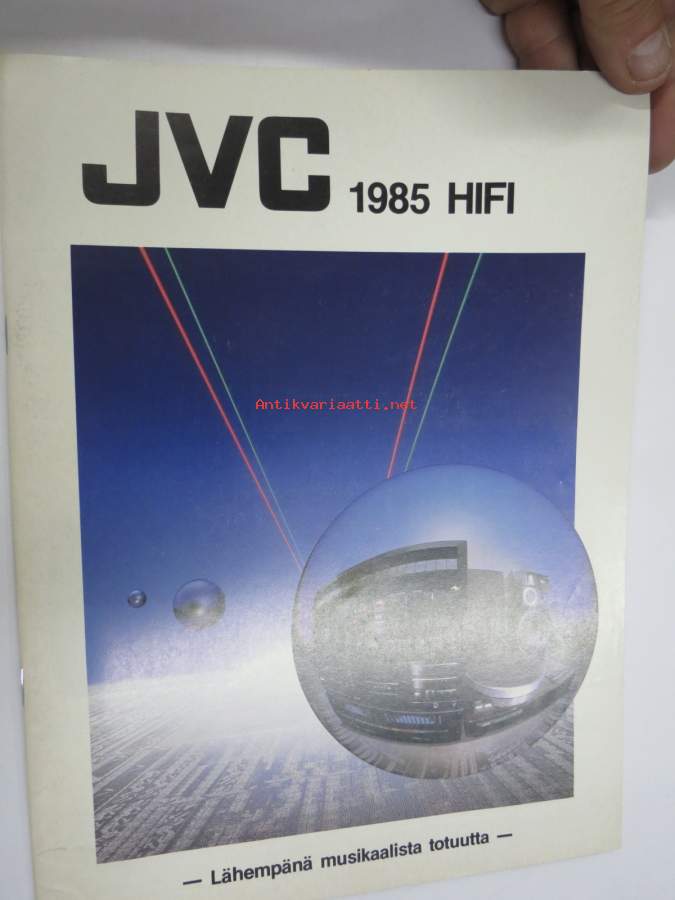 JVC 1985 HIFI
Antikvariaatti.net
— Lähempänä musikaalista totuutta —